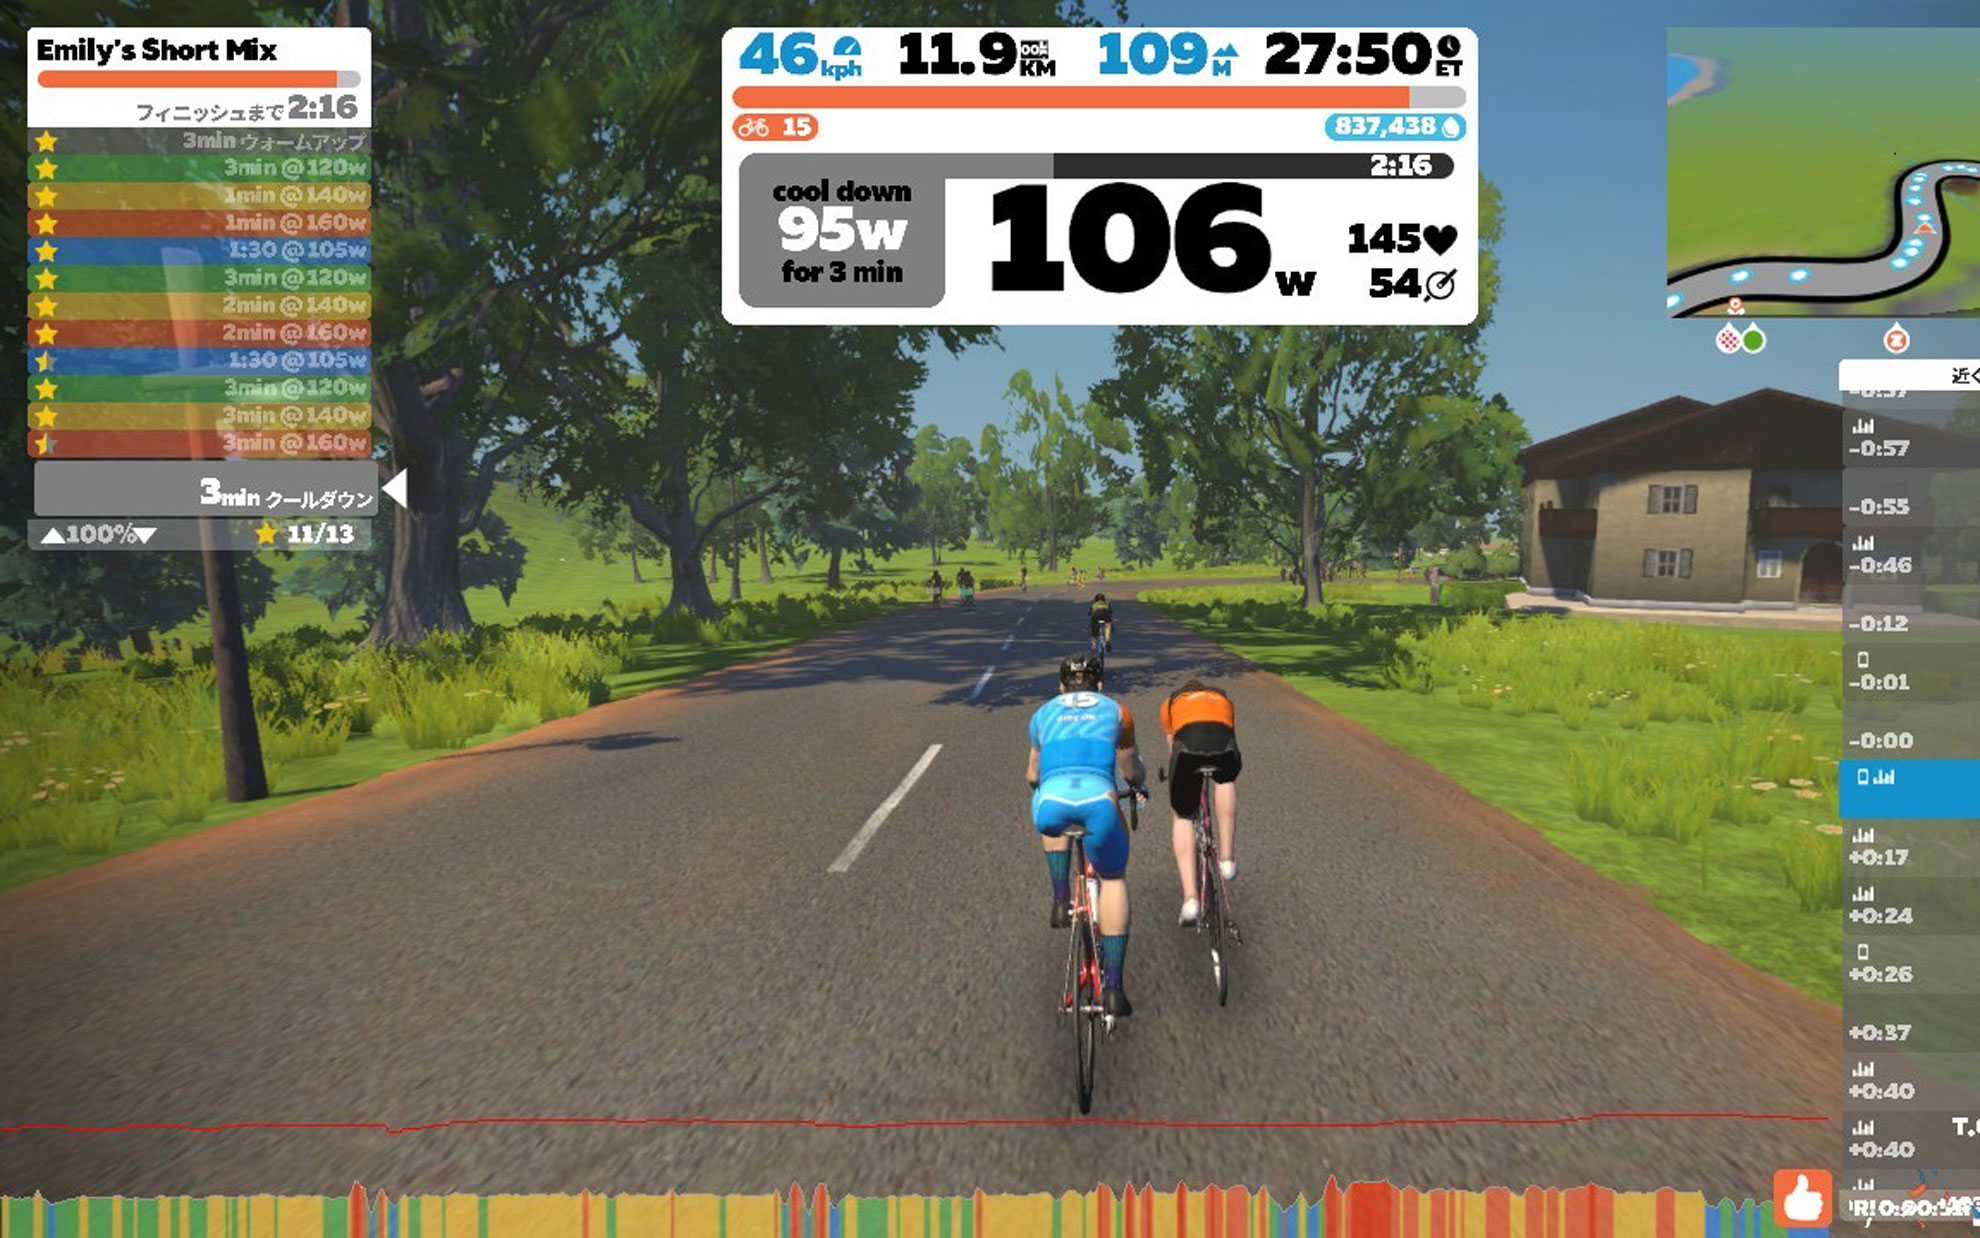 Emily's Short Mix
フィニッシュまで 2:16
3min ウォームアップ
3min @120w
1min @140w
1min @160w
1:30 @105w
3min @120w
2min @140w
2min @160w
1:30 @105w
3min @120w
3min @140w
3min @160w
3min クールダウン
100%
11/13
46 kph
11.9 KM
109 M
27:50 ET
15
837,438
2:16
cool down
95w
for 3 min
106 w
145
54
近く
-0:57
-0:55
-0:46
-0:12
-0:01
-0:00
+0:17
+0:24
+0:26
+0:37
+0:40
+0:40